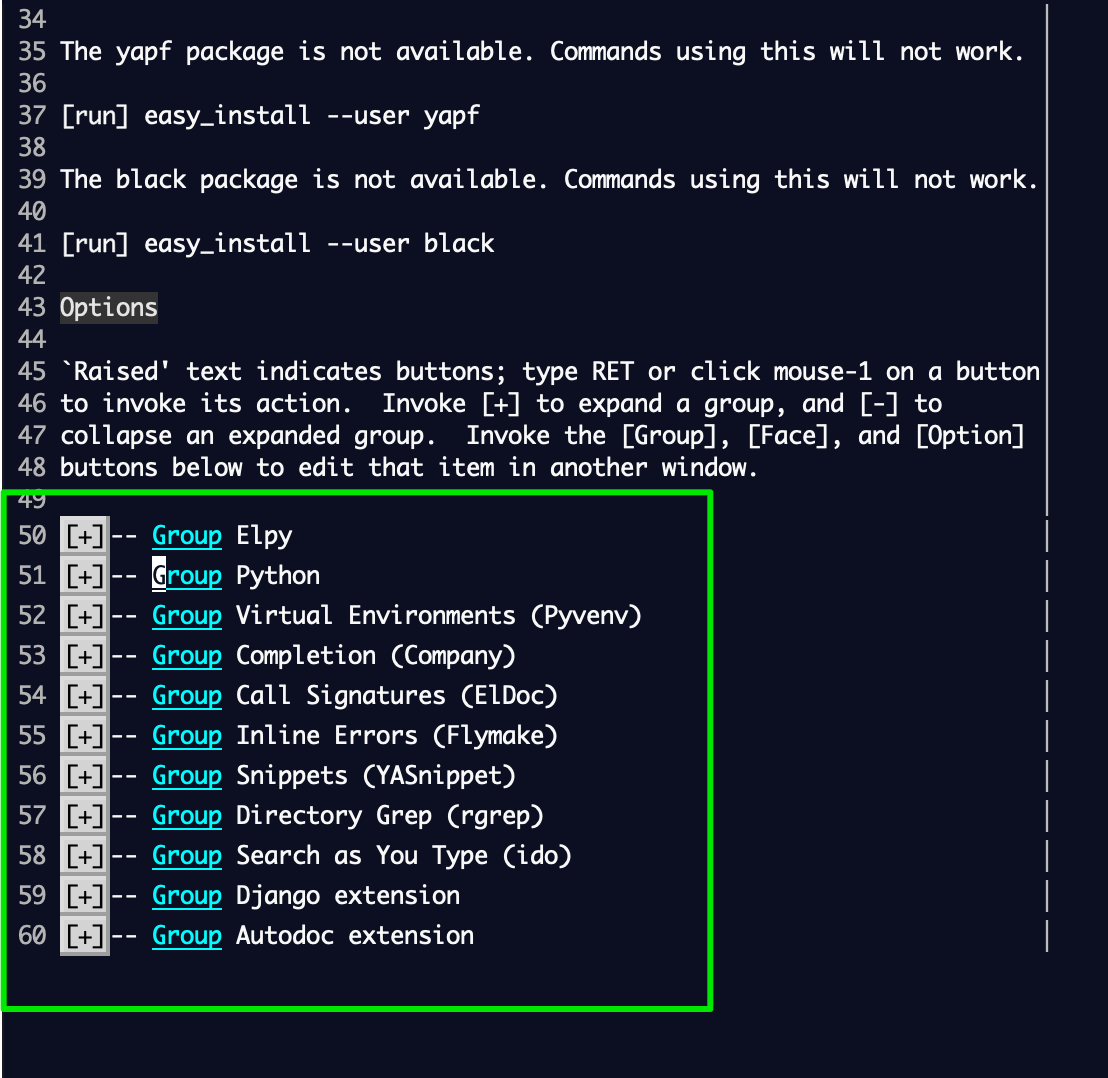 34
35 The yapf package is not available. Commands using this will not work.
36
37 [run] easy_install --user yapf
38
39 The black package is not available. Commands using this will not work.
40
41 [run] easy_install --user black
42
43 Options
44
45 `Raised' text indicates buttons; type RET or click mouse-1 on a button
46 to invoke its action.  Invoke [+] to expand a group, and [-] to
47 collapse an expanded group.  Invoke the [Group], [Face], and [Option]
48 buttons below to edit that item in another window.
49
50 [+]-- Group Elpy
51 [+]-- Group Python
52 [+]-- Group Virtual Environments (Pyvenv)
53 [+]-- Group Completion (Company)
54 [+]-- Group Call Signatures (ElDoc)
55 [+]-- Group Inline Errors (Flymake)
56 [+]-- Group Snippets (YASnippet)
57 [+]-- Group Directory Grep (rgrep)
58 [+]-- Group Search as You Type (ido)
59 [+]-- Group Django extension
60 [+]-- Group Autodoc extension